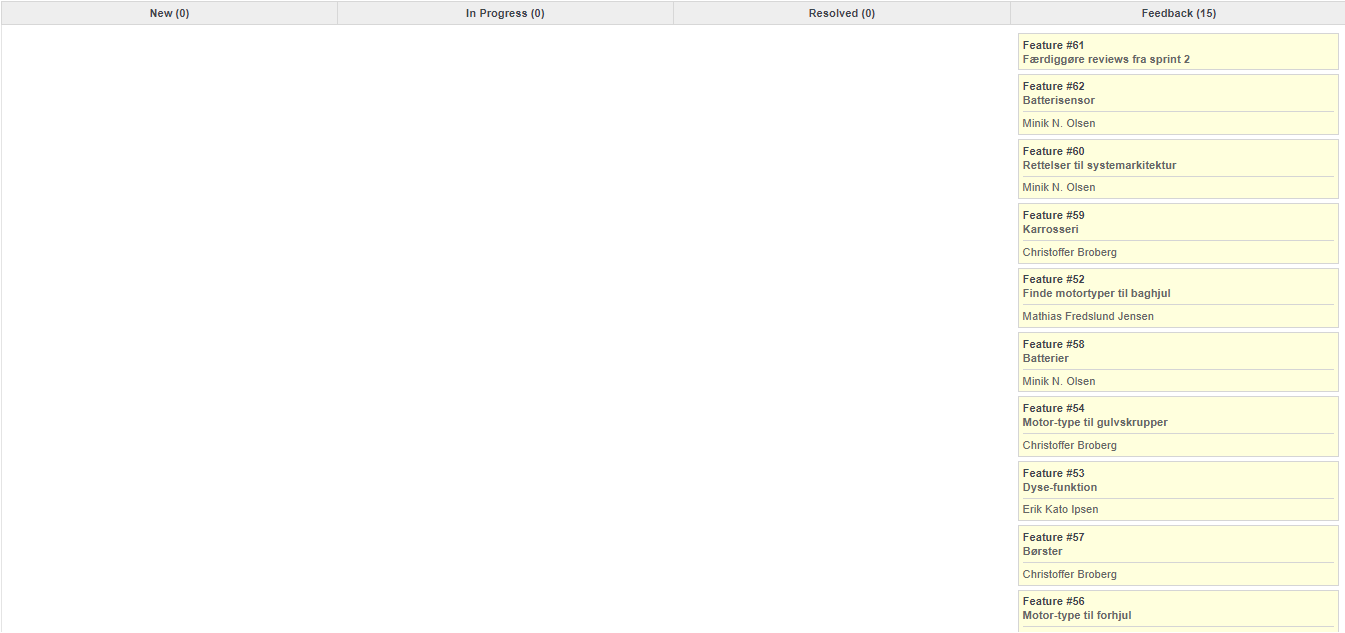 New (0)
In Progress (0)
Resolved (0)
Feedback (15)
Feature #61
Færdiggøre reviews fra sprint 2
Feature #62
Batterisensor
Minik N. Olsen
Feature #60
Rettelser til systemarkitektur
Minik N. Olsen
Feature #59
Karrosseri
Christoffer Broberg
Feature #52
Finde motortyper til baghjul
Mathias Fredslund Jensen
Feature #58
Batterier
Minik N. Olsen
Feature #54
Motor-type til gulvskrupper
Christoffer Broberg
Feature #53
Dyse-funktion
Erik Kato Ipsen
Feature #57
Børster
Christoffer Broberg
Feature #56
Motor-type til forhjul